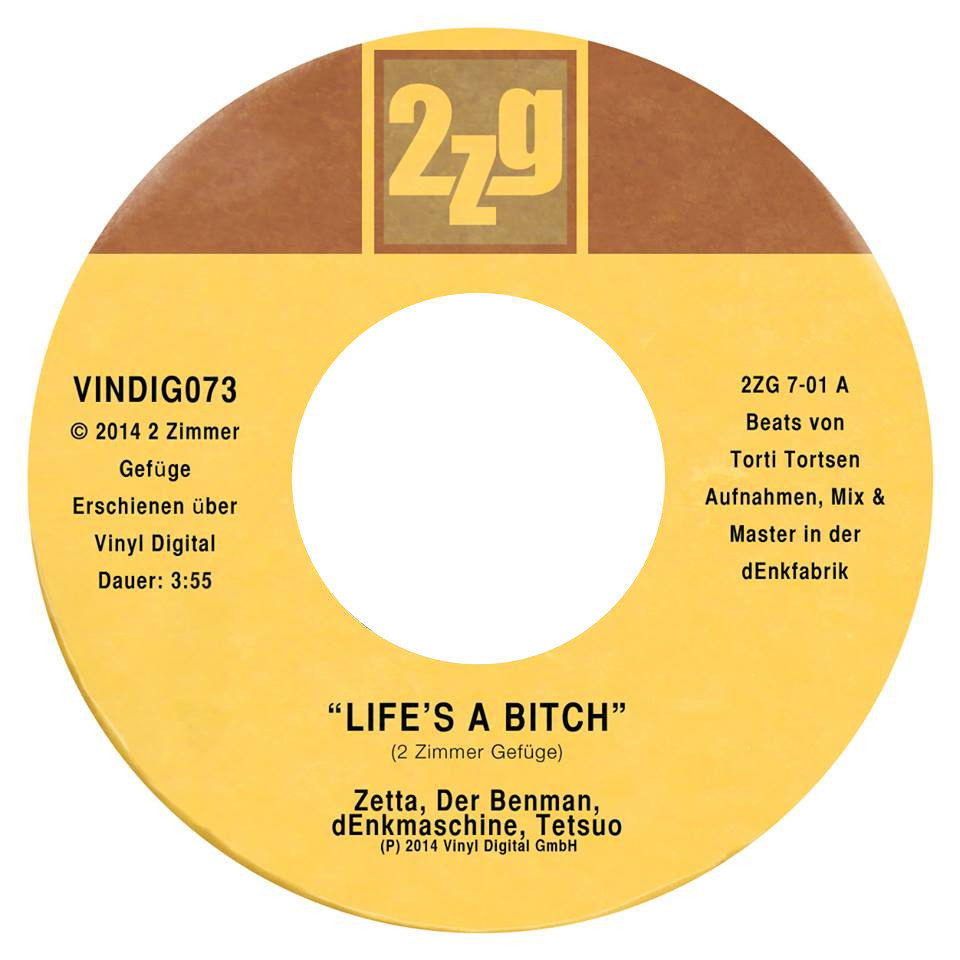 2zg
VINDIG073
© 2014 2 Zimmer
Gefüge
Erschienen über
Vinyl Digital
Dauer: 3:55
2ZG 7-01 A
Beats von
Torti Tortsen
Aufnahmen, Mix &
Master in der
dEnkfabrik
“LIFE’S A BITCH”
(2 Zimmer Gefüge)
Zetta, Der Benman,
dEnkmaschine, Tetsuo
(P) 2014 Vinyl Digital GmbH